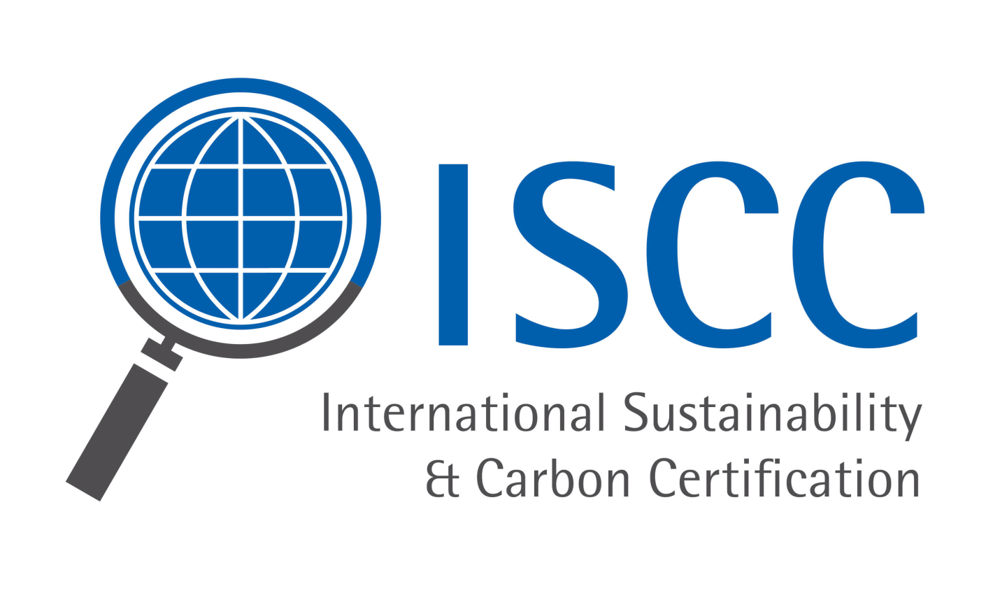 ISCC
International Sustainability
& Carbon Certification